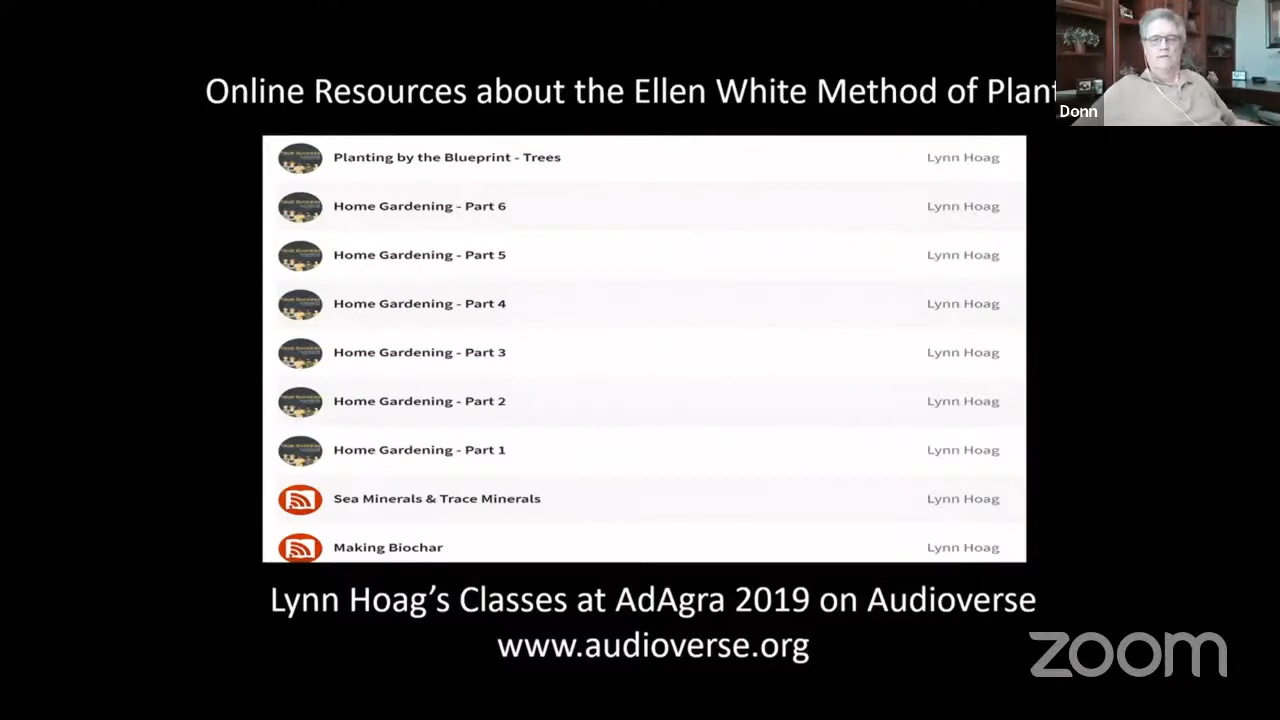 Online Resources about the Ellen White Method of Plant
Donn
Planting by the Blueprint - Trees Lynn Hoag
Home Gardening - Part 6 Lynn Hoag
Home Gardening - Part 5 Lynn Hoag
Home Gardening - Part 4 Lynn Hoag
Home Gardening - Part 3 Lynn Hoag
Home Gardening - Part 2 Lynn Hoag
Home Gardening - Part 1 Lynn Hoag
Sea Minerals & Trace Minerals Lynn Hoag
Making Biochar Lynn Hoag
Lynn Hoag’s Classes at AdAgra 2019 on Audioverse
www.audioverse.org
zoom